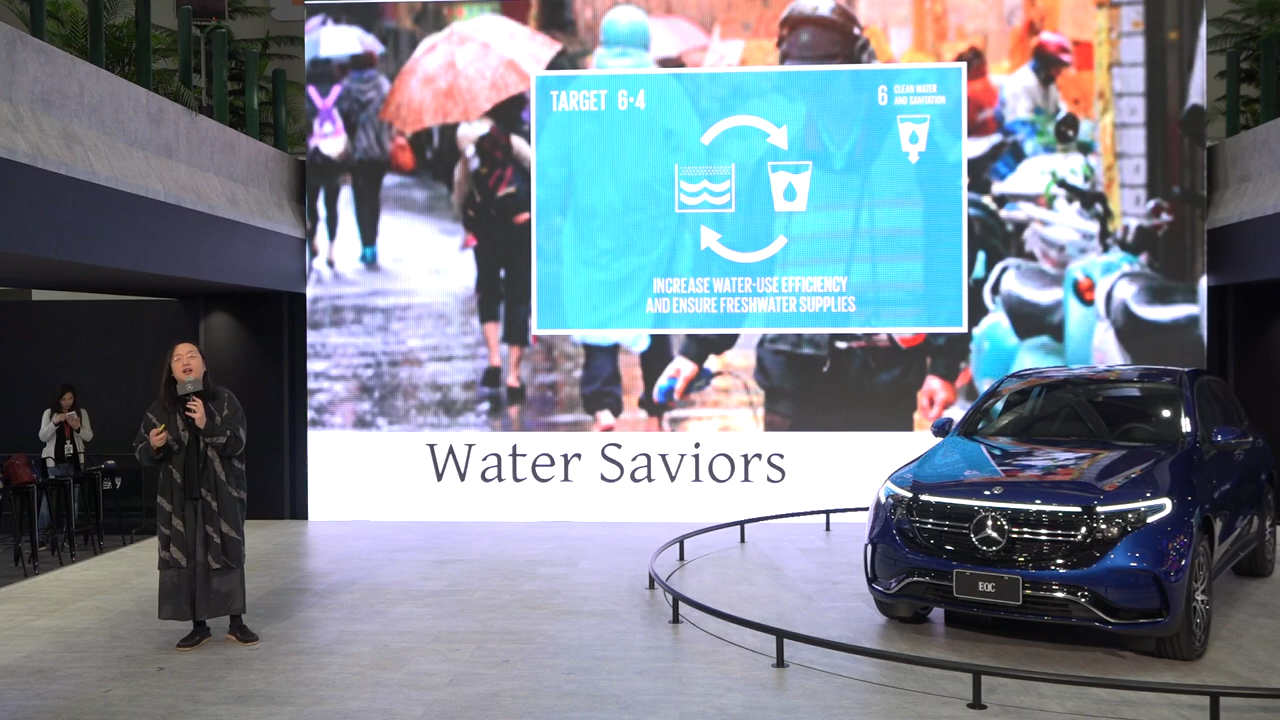 TARGET 6·4
6 CLEAN WATER
AND SANITATION
INCREASE WATER-USE EFFICIENCY
AND ENSURE FRESHWATER SUPPLIES
Water Saviors
EQC